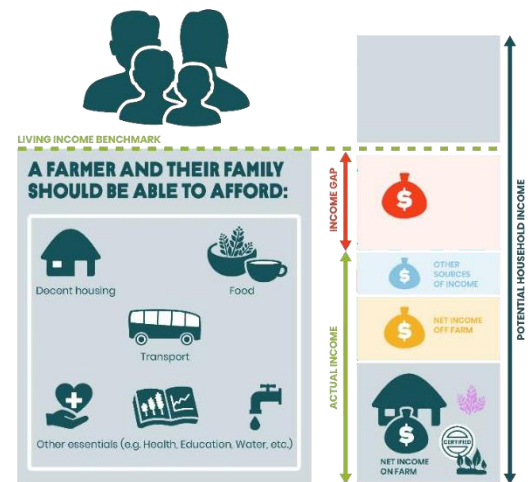 LIVING INCOME BENCHMARK
A FARMER AND THEIR FAMILY
SHOULD BE ABLE TO AFFORD:
Decent housing
Food
Transport
Other essentials (e.g. Health, Education, Water, etc.)
INCOME GAP
ACTUAL INCOME
$
$
OTHER
SOURCES
OF INCOME
$
NET INCOME
OFF FARM
$
CERTIFIED
NET INCOME
ON FARM
POTENTIAL HOUSEHOLD INCOME